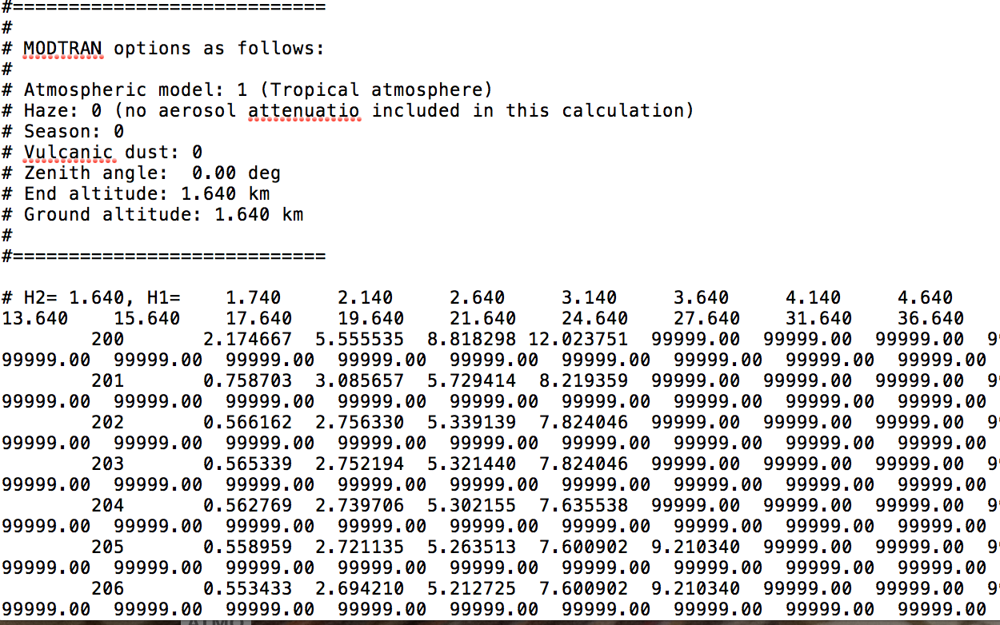 #============================
#
# MODTRAN options as follows:
#
# Atmospheric model: 1 (Tropical atmosphere)
# Haze: 0 (no aerosol attenuatio included in this calculation)
# Season: 0
# Vulcanic dust: 0
# Zenith angle:  0.00 deg
# End altitude: 1.640 km
# Ground altitude: 1.640 km
#
#============================

# H2= 1.640, H1=    1.740     2.140     2.640     3.140     3.640     4.140     4.640
13.640    15.640    17.640    19.640    21.640    24.640    27.640    31.640    36.640
        200       2.174667  5.555535  8.818298 12.023751  99999.00  99999.00  99999.00  9
99999.00  99999.00  99999.00  99999.00  99999.00  99999.00  99999.00  99999.00  99999.00
        201       0.758703  3.085657  5.729414  8.219359  99999.00  99999.00  99999.00  9
99999.00  99999.00  99999.00  99999.00  99999.00  99999.00  99999.00  99999.00  99999.00
        202       0.566162  2.756330  5.339139  7.824046  99999.00  99999.00  99999.00  9
99999.00  99999.00  99999.00  99999.00  99999.00  99999.00  99999.00  99999.00  99999.00
        203       0.565339  2.752194  5.321440  7.824046  99999.00  99999.00  99999.00  9
99999.00  99999.00  99999.00  99999.00  99999.00  99999.00  99999.00  99999.00  99999.00
        204       0.562769  2.739706  5.302155  7.635538  99999.00  99999.00  99999.00  9
99999.00  99999.00  99999.00  99999.00  99999.00  99999.00  99999.00  99999.00  99999.00
        205       0.558959  2.721135  5.263513  7.600902  9.210340  99999.00  99999.00  9
99999.00  99999.00  99999.00  99999.00  99999.00  99999.00  99999.00  99999.00  99999.00
        206       0.553433  2.694210  5.212725  7.600902  9.210340  99999.00  99999.00  9
99999.00  99999.00  99999.00  99999.00  99999.00  99999.00  99999.00  99999.00  99999.00